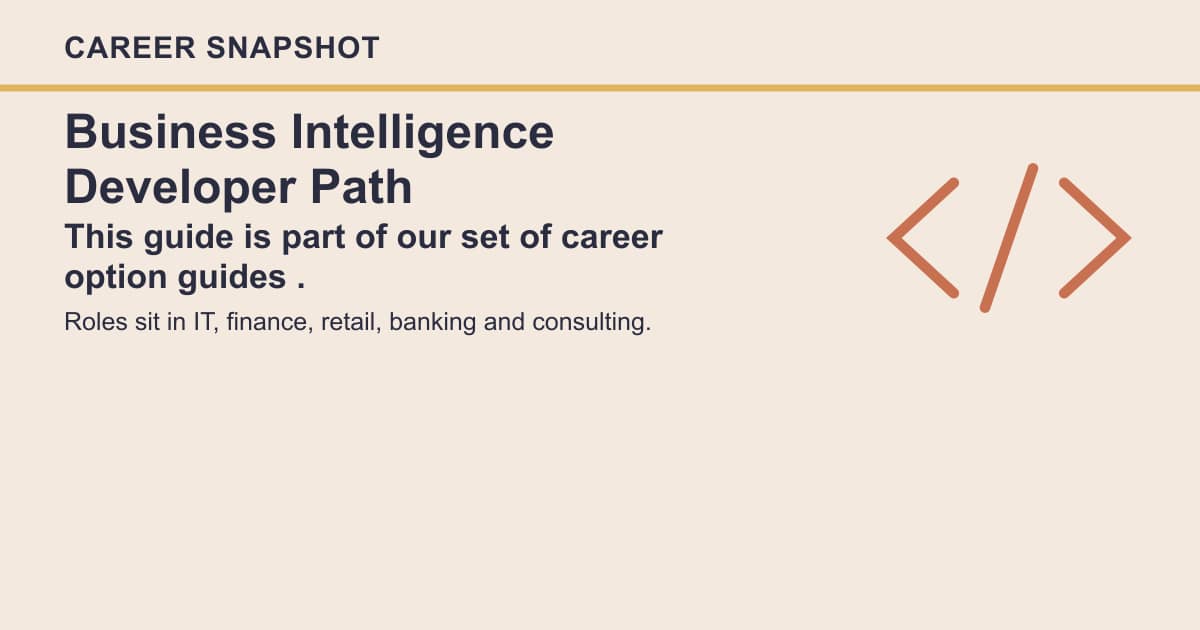 CAREER SNAPSHOT
Business Intelligence
Developer Path
This guide is part of our set of career
option guides .
Roles sit in IT, finance, retail, banking and consulting.